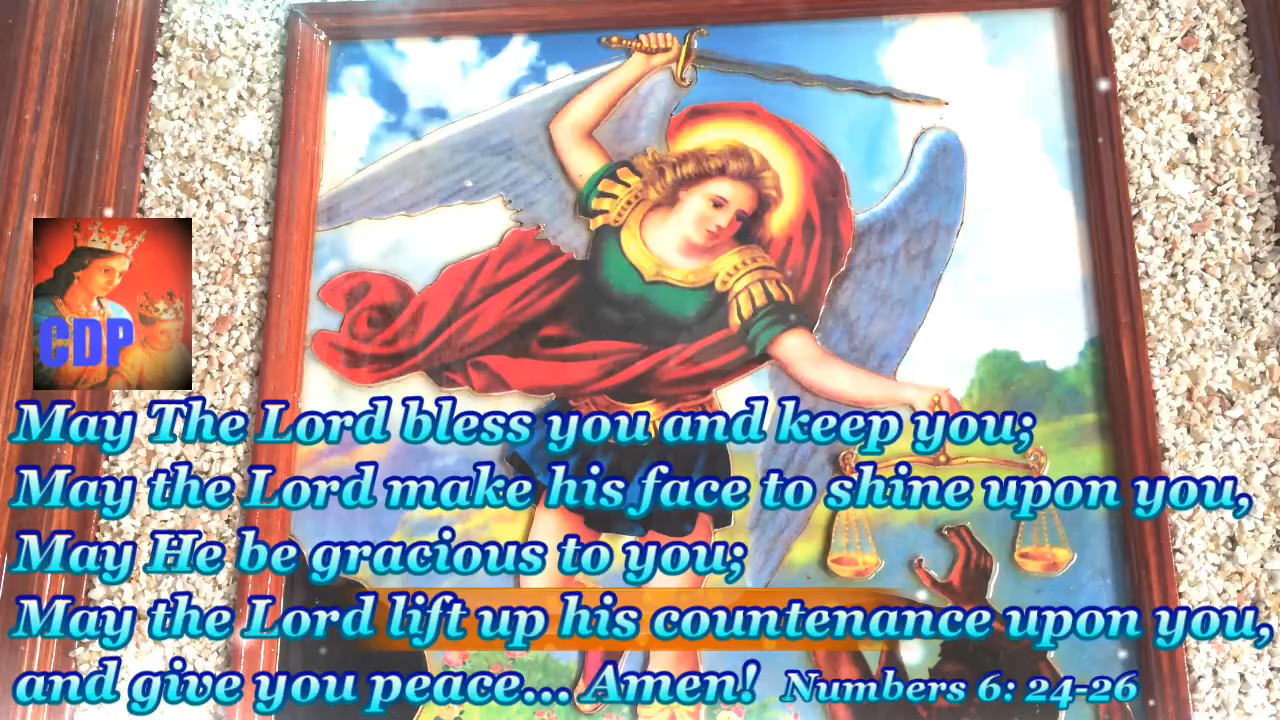 CDP
May The Lord bless you and keep you;
May the Lord make his face to shine upon you,
May He be gracious to you;
May the Lord lift up his countenance upon you,
and give you peace... Amen! Numbers 6: 24-26